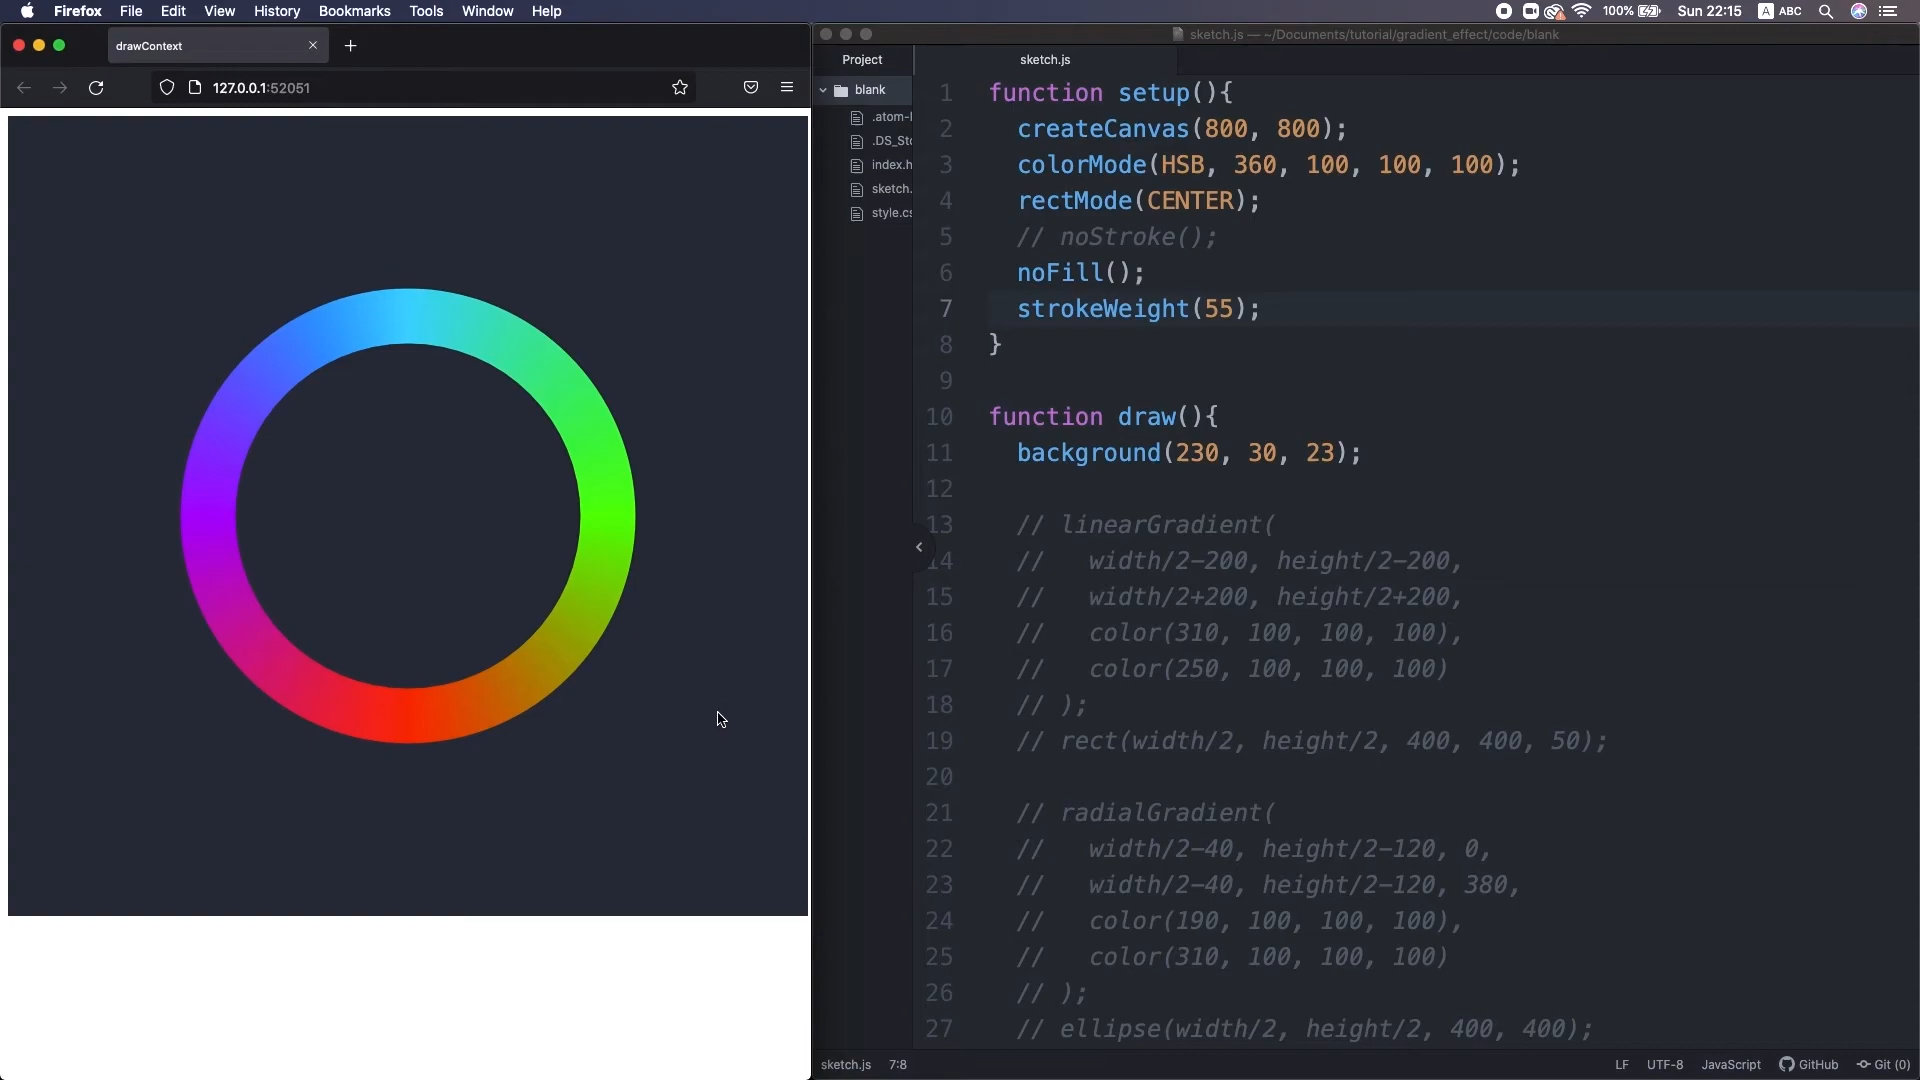 Firefox File Edit View History Bookmarks Tools Window Help
100% Sun 22:15 A ABC
drawContext
127.0.0.1:52051
sketch.js — ~/Documents/tutorial/gradient_effect/code/blank
Project
sketch.js
blank
.atom-
.DS_Sto
index.h
sketch.
style.cs
1 function setup(){
2 createCanvas(800, 800);
3 colorMode(HSB, 360, 100, 100, 100);
4 rectMode(CENTER);
5 // noStroke();
6 noFill();
7 strokeWeight(55);
8 }
9
10 function draw(){
11 background(230, 30, 23);
12
13 // linearGradient(
14 // width/2-200, height/2-200,
15 // width/2+200, height/2+200,
16 // color(310, 100, 100, 100),
17 // color(250, 100, 100, 100)
18 // );
19 // rect(width/2, height/2, 400, 400, 50);
20
21 // radialGradient(
22 // width/2-40, height/2-120, 0,
23 // width/2-40, height/2-120, 380,
24 // color(190, 100, 100, 100),
25 // color(310, 100, 100, 100)
26 // );
27 // ellipse(width/2, height/2, 400, 400);
sketch.js 7:8
LF UTF-8 JavaScript GitHub Git (0)